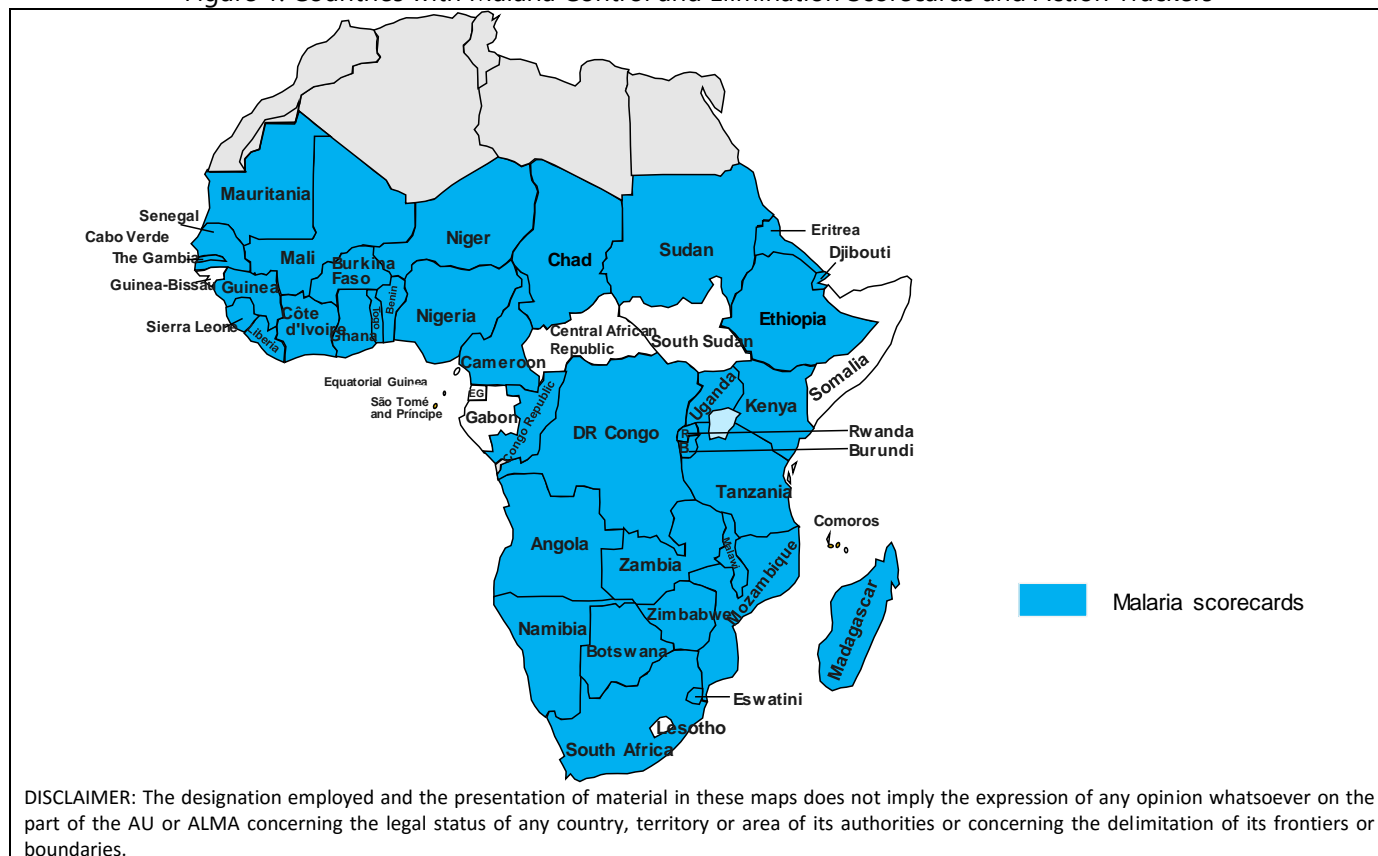 Mauritania
Senegal
Cabo Verde
The Gambia
Guinea-Bissau
Guinea
Sierra Leone
Liberia
Mali
Burkina
Faso
Côte
d'Ivoire
Ghana
Togo
Benin
Niger
Nigeria
Chad
Sudan
Eritrea
Djibouti
Ethiopia
Central African
Republic
South Sudan
Somalia
Cameroon
Equatorial Guinea
São Tomé
and Príncipe
EG
Gabon
Congo Republic
DR Congo
Uganda
Kenya
R
Rwanda
B
Burundi
Tanzania
Comoros
Angola
Zambia
Malawi
Mozambique
Zimbabwe
Namibia
Botswana
Madagascar
Eswatini
Lesotho
South Africa
Malaria scorecards
DISCLAIMER: The designation employed and the presentation of material in these maps does not imply the expression of any opinion whatsoever on the
part of the AU or ALMA concerning the legal status of any country, territory or area of its authorities or concerning the delimitation of its frontiers or
boundaries.